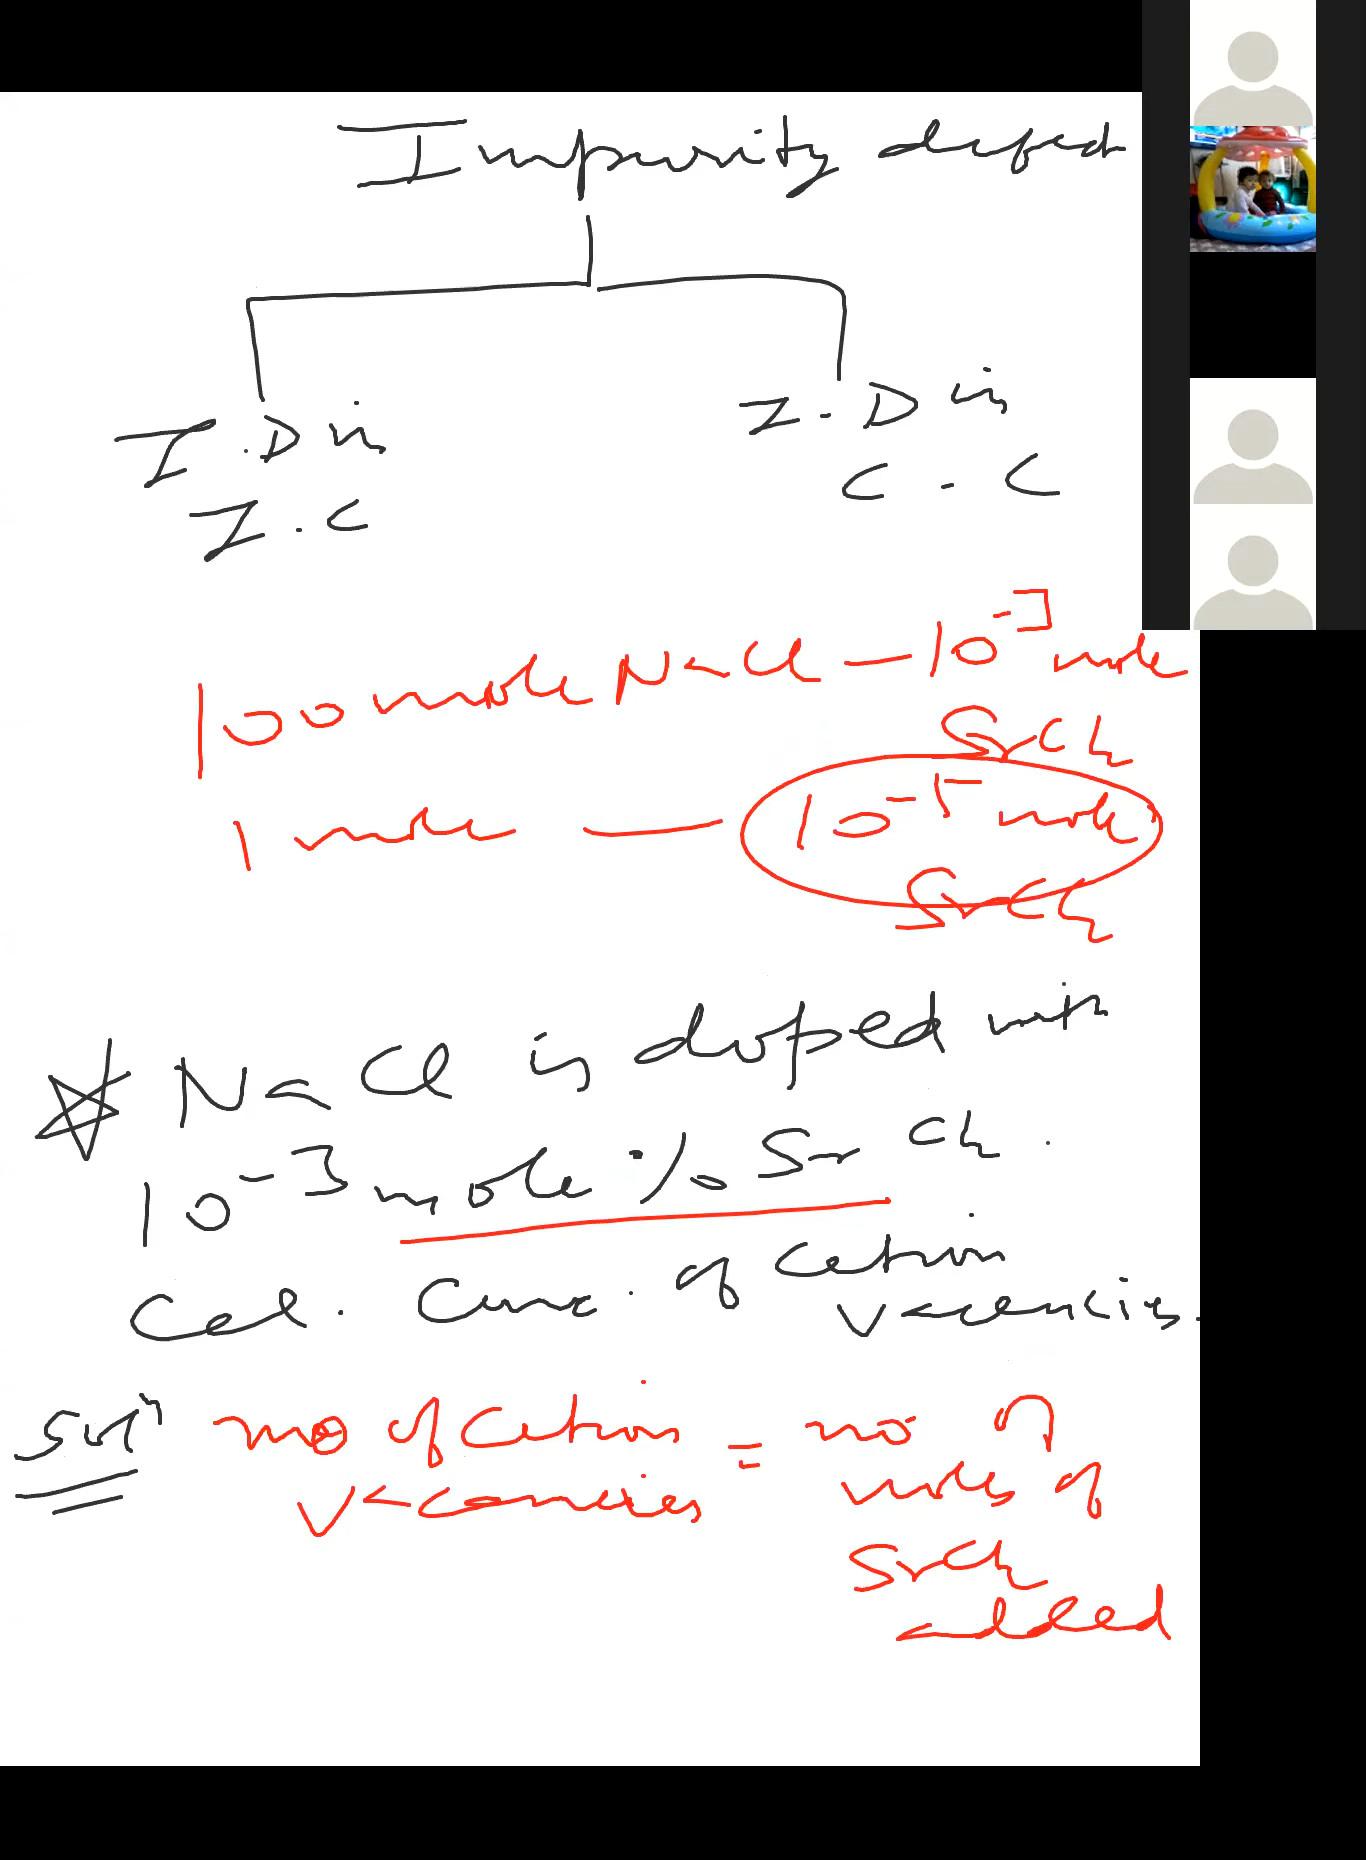 Impurity defect
I.D in I.D in
I.C C.C
100 mole NaCl — 10⁻³ mole
SrCl₂
1 mole — 10⁻⁵ mole
SrCl₂
☆ NaCl is doped with
10⁻³ mole % SrCl₂.
Cal. Conc. of Cation
Vacancies.
Solⁿ no of Cation = no of
Vacancies moles of
SrCl₂
added